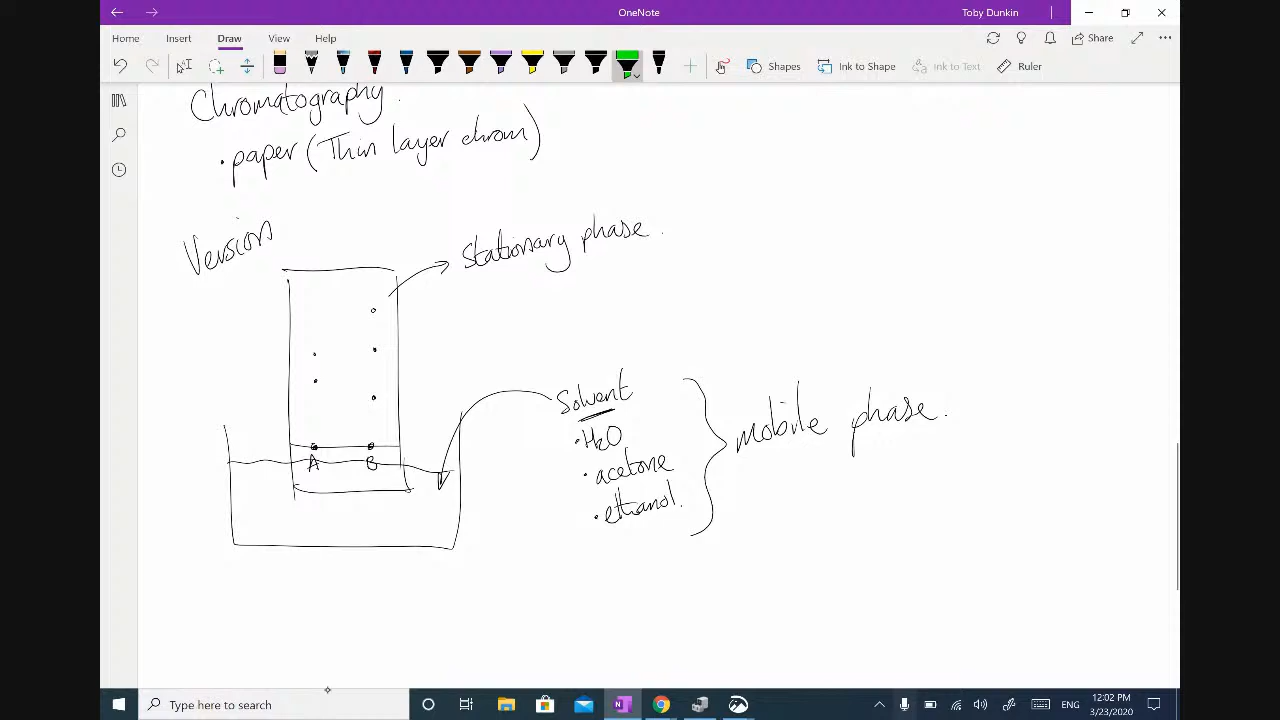 OneNote
Toby Dunkin
Home Insert Draw View Help
Share
Shapes Ink to Shape Ink to Text Ruler
Chromatography.
• paper (Thin layer chrom)
Version
Stationary phase.
Solvent
• H2O
• acetone
• ethanol.
mobile phase.
A B
Type here to search
ENG
12:02 PM
3/23/2020